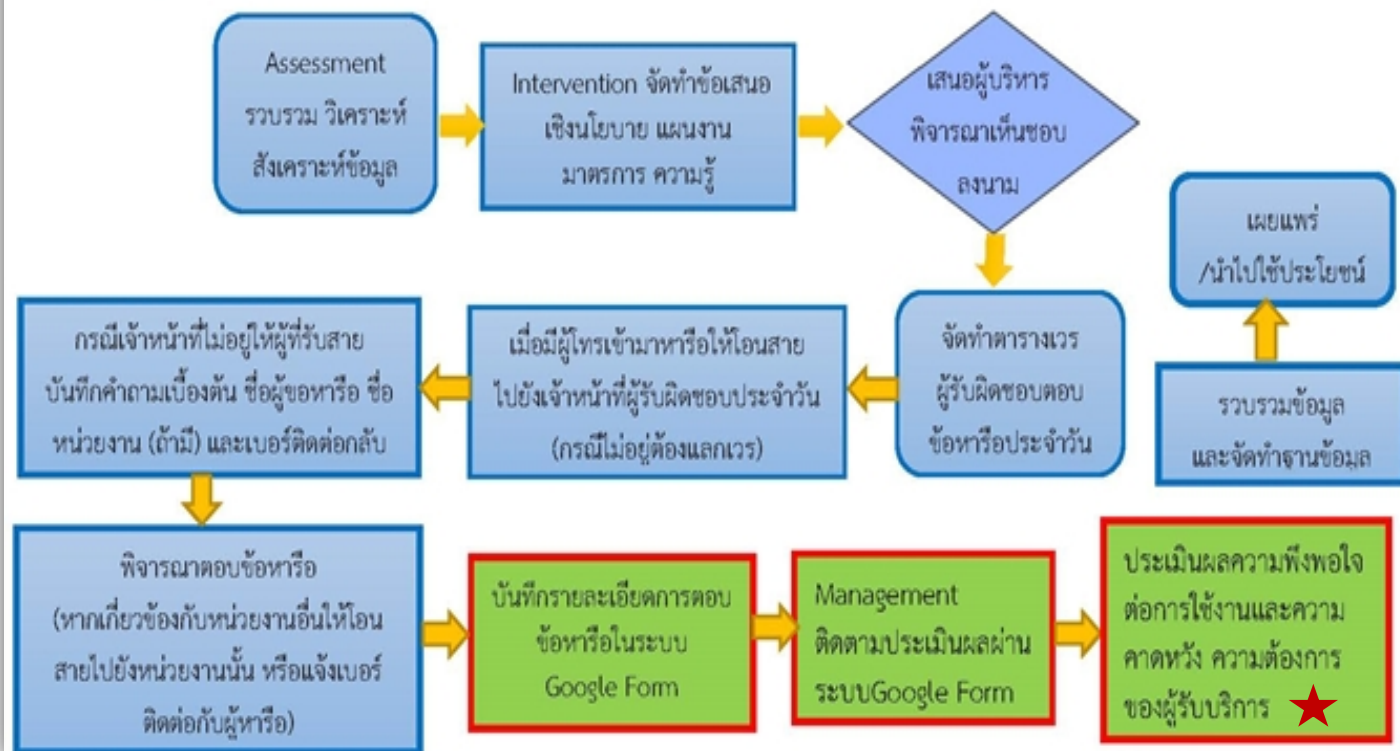 Assessment
รวบรวม วิเคราะห์
สังเคราะห์ข้อมูล
Intervention จัดทำข้อเสนอ
เชิงนโยบาย แผนงาน
มาตรการ ความรู้
เสนอผู้บริหาร
พิจารณาเห็นชอบ
ลงนาม
จัดทำตารางเวร
ผู้รับผิดชอบตอบ
ข้อหารือประจำวัน
เมื่อมีผู้โทรเข้ามาหารือให้โอนสาย
ไปยังเจ้าหน้าที่ผู้รับผิดชอบประจำวัน
(กรณีไม่อยู่ต้องแลกเวร)
กรณีเจ้าหน้าที่ไม่อยู่ให้ผู้ที่รับสาย
บันทึกคำถามเบื้องต้น ชื่อผู้ขอหารือ ชื่อ
หน่วยงาน (ถ้ามี) และเบอร์ติดต่อกลับ
พิจารณาตอบข้อหารือ
(หากเกี่ยวข้องกับหน่วยงานอื่นให้โอน
สายไปยังหน่วยงานนั้น หรือแจ้งเบอร์
ติดต่อกับผู้หารือ)
บันทึกรายละเอียดการตอบ
ข้อหารือในระบบ
Google Form
Management
ติดตามประเมินผลผ่าน
ระบบGoogle Form
ประเมินผลความพึงพอใจ
ต่อการใช้งานและความ
คาดหวัง ความต้องการ
ของผู้รับบริการ
รวบรวมข้อมูล
และจัดทำฐานข้อมูล
เผยแพร่
/นำไปใช้ประโยชน์